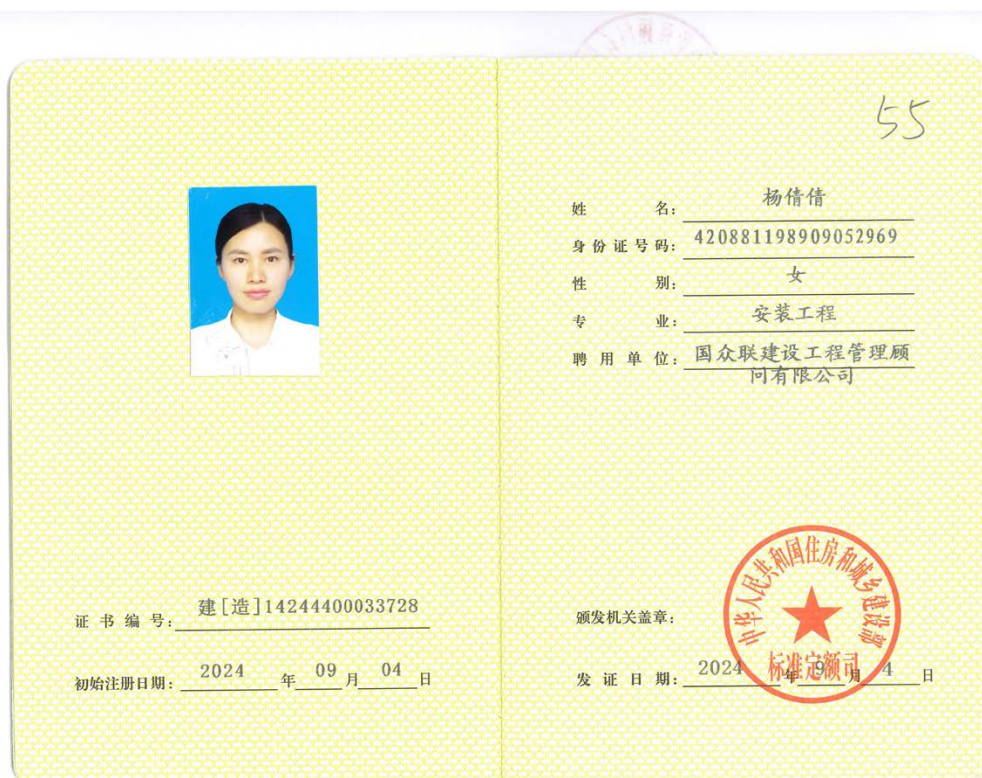 55
姓 名: 杨倩倩
身份证号码: 420881198909052969
性 别: 女
专 业: 安装工程
聘用单位: 国众联建设工程管理顾
问有限公司
证书编号: 建[造]14244400033728
初始注册日期: 2024 年 09 月 04 日
颁发机关盖章:
中华人民共和国住房和城乡建设部
标准定额司
发证日期: 2024 年 9 月 4 日